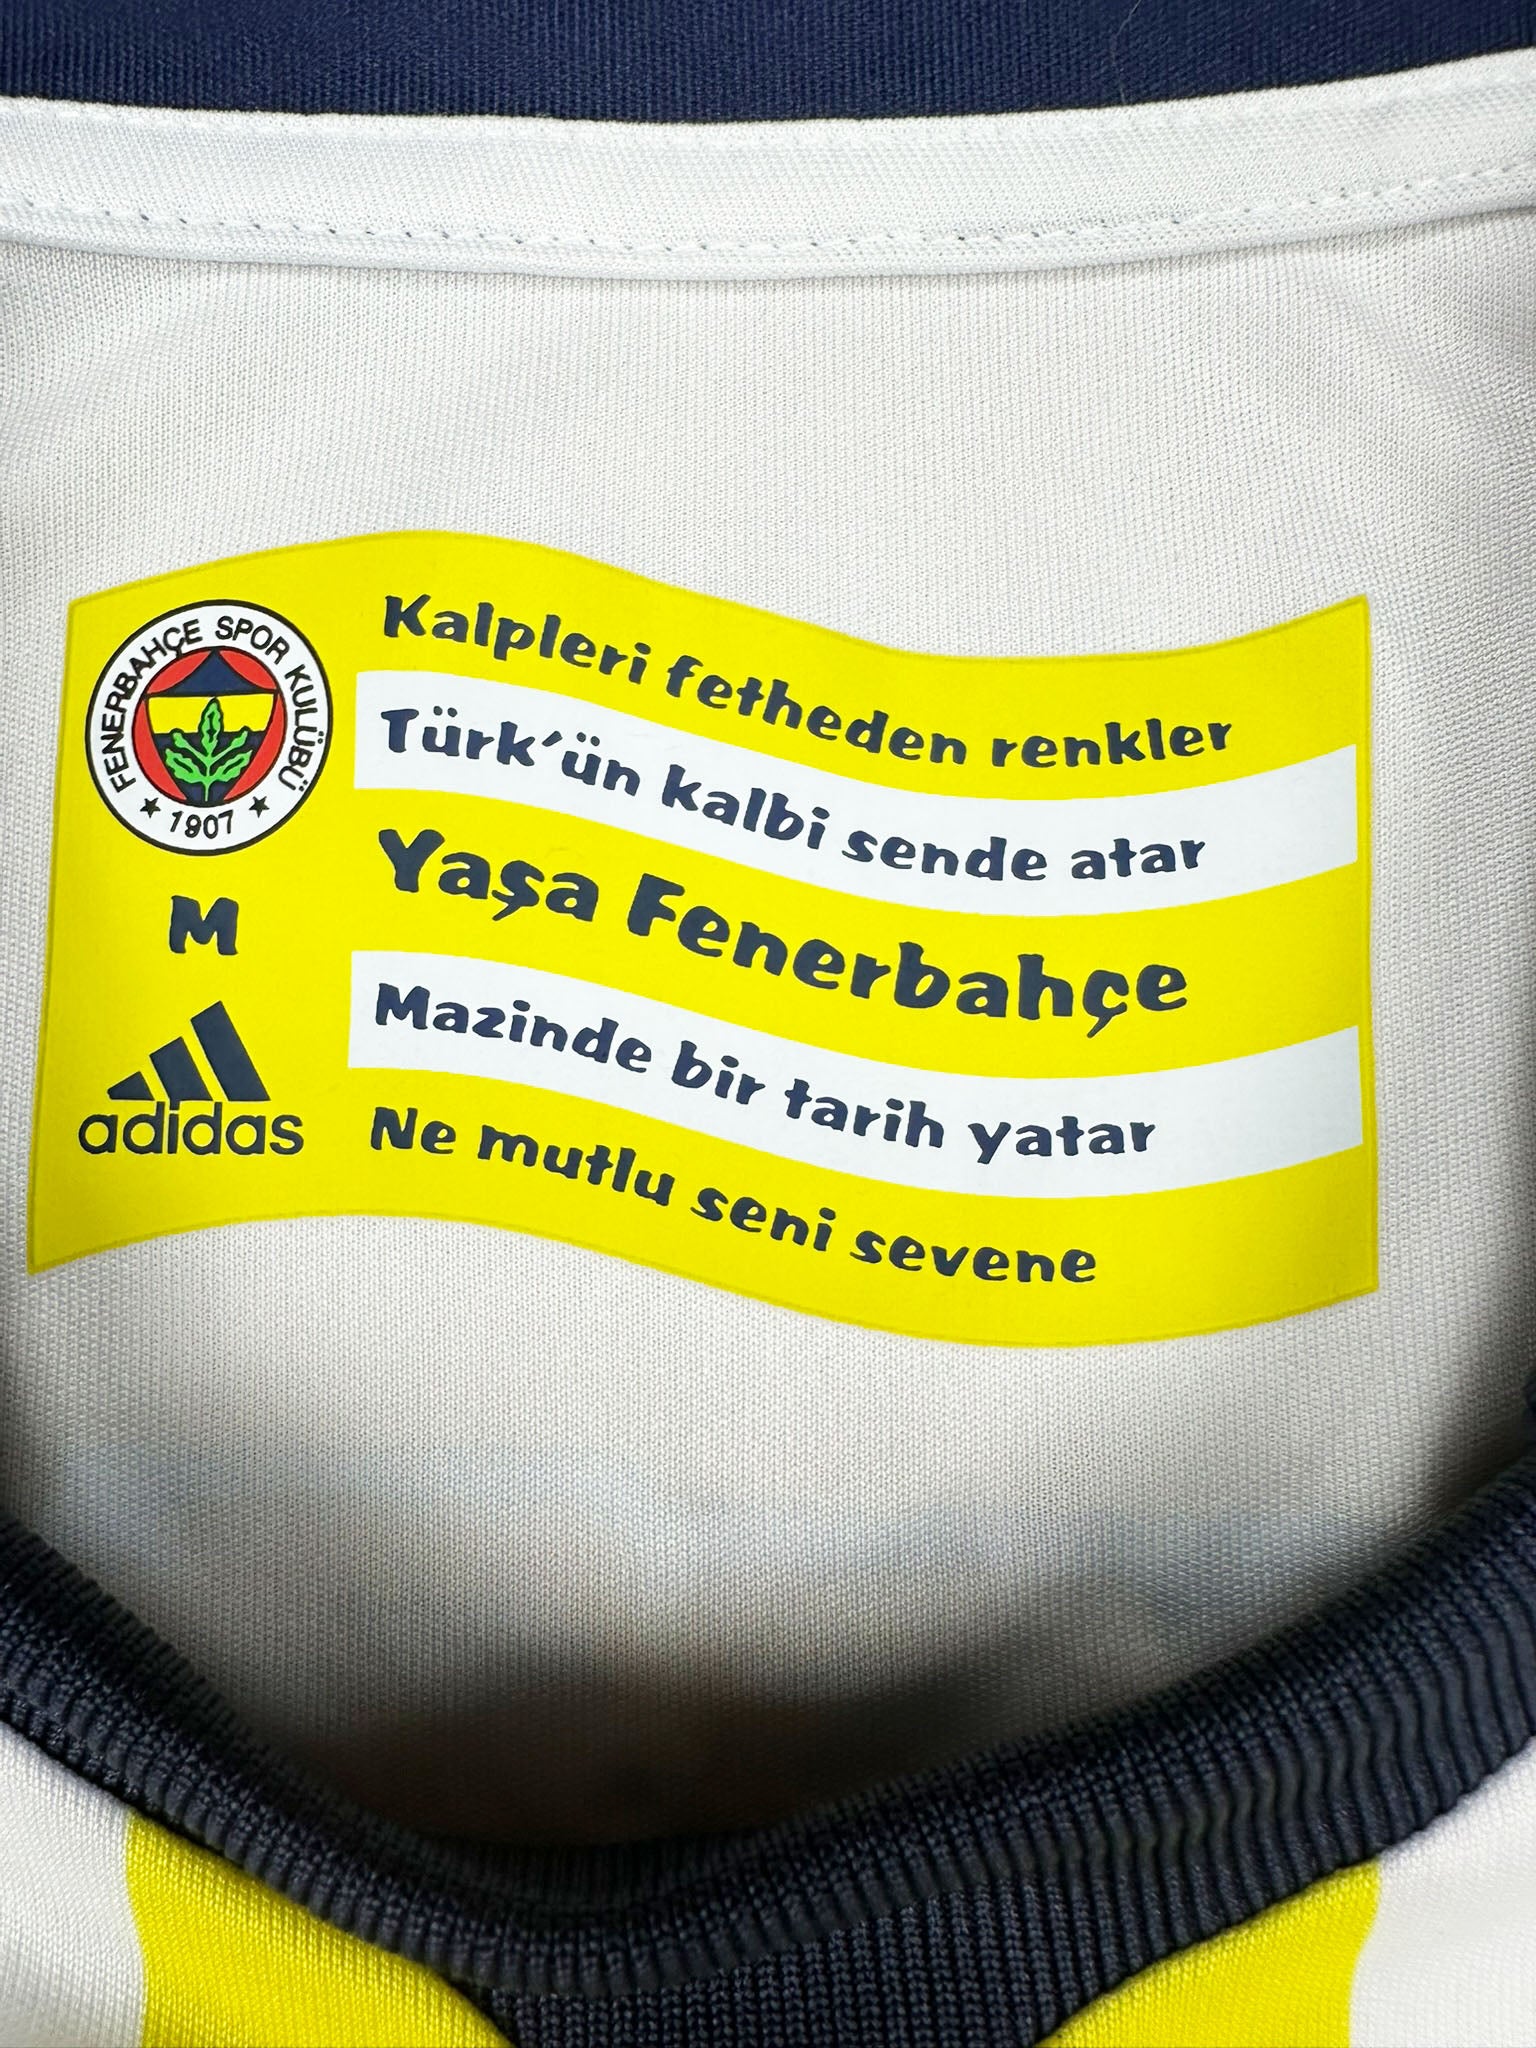 FENERBAHÇE SPOR KULÜBÜ
★ 1907 ★
M
adidas
Kalpleri fetheden renkler
Türk'ün kalbi sende atar
Yaşa Fenerbahçe
Mazinde bir tarih yatar
Ne mutlu seni sevene